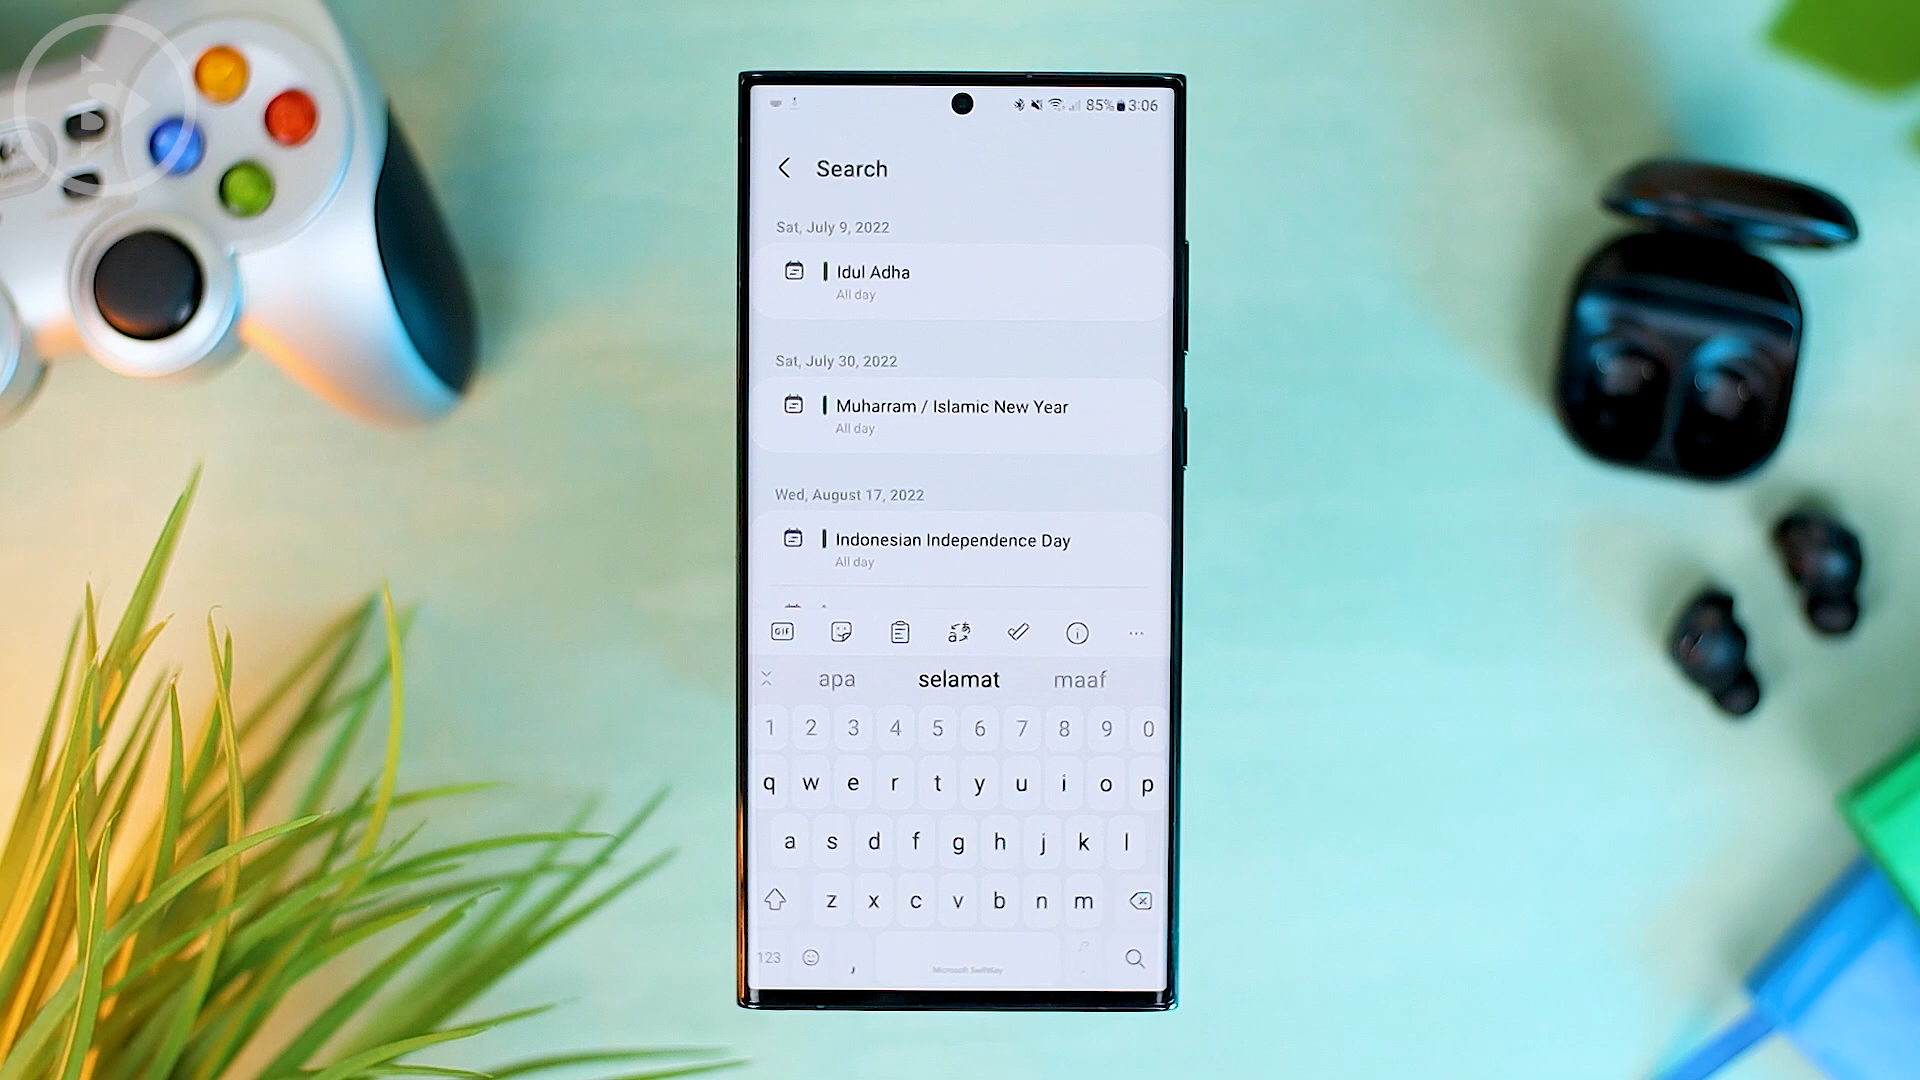 85% 3:06
Search
Sat, July 9, 2022
Idul Adha
All day
Sat, July 30, 2022
Muharram / Islamic New Year
All day
Wed, August 17, 2022
Indonesian Independence Day
All day
GIF
apa selamat maaf
1 2 3 4 5 6 7 8 9 0
q w e r t y u i o p
a s d f g h j k l
z x c v b n m
123 , Microsoft SwiftKey .